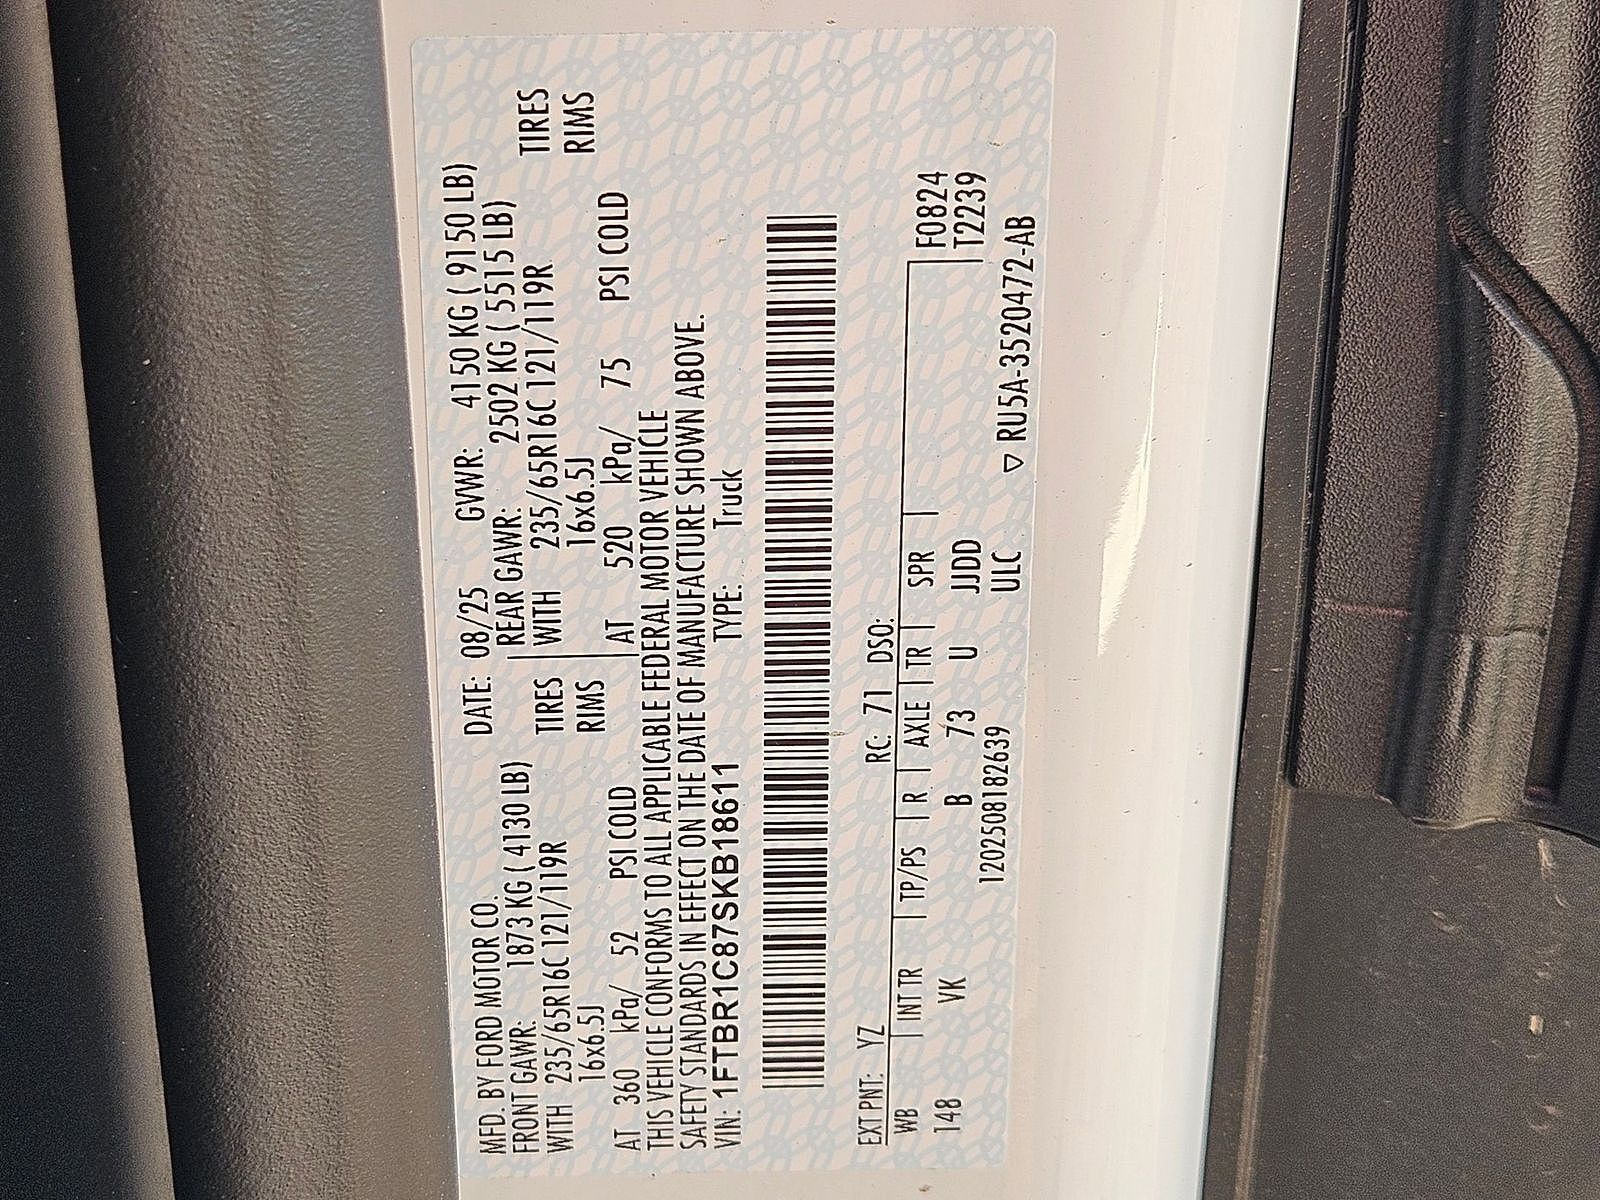 MFD. BY FORD MOTOR CO. DATE: 08/25 GVWR: 4150 KG ( 9150 LB)
FRONT GAWR: 1873 KG ( 4130 LB) REAR GAWR: 2502 KG ( 5515 LB)
WITH 235/65R16C 121/119R TIRES WITH 235/65R16C 121/119R TIRES
16x6.5J RIMS 16x6.5J RIMS
AT 360 kPa/ 52 PSI COLD AT 520 kPa/ 75 PSI COLD
THIS VEHICLE CONFORMS TO ALL APPLICABLE FEDERAL MOTOR VEHICLE
SAFETY STANDARDS IN EFFECT ON THE DATE OF MANUFACTURE SHOWN ABOVE.
VIN: 1FTBR1C87SKB18611 TYPE: Truck
EXT PNT: YZ RC: 71 DSO:
WB INT TR TP/PS R AXLE TR SPR F0824
148 VK B 73 U JJDD T2239
1202508182639 ULC ▽ RU5A-3520472-AB